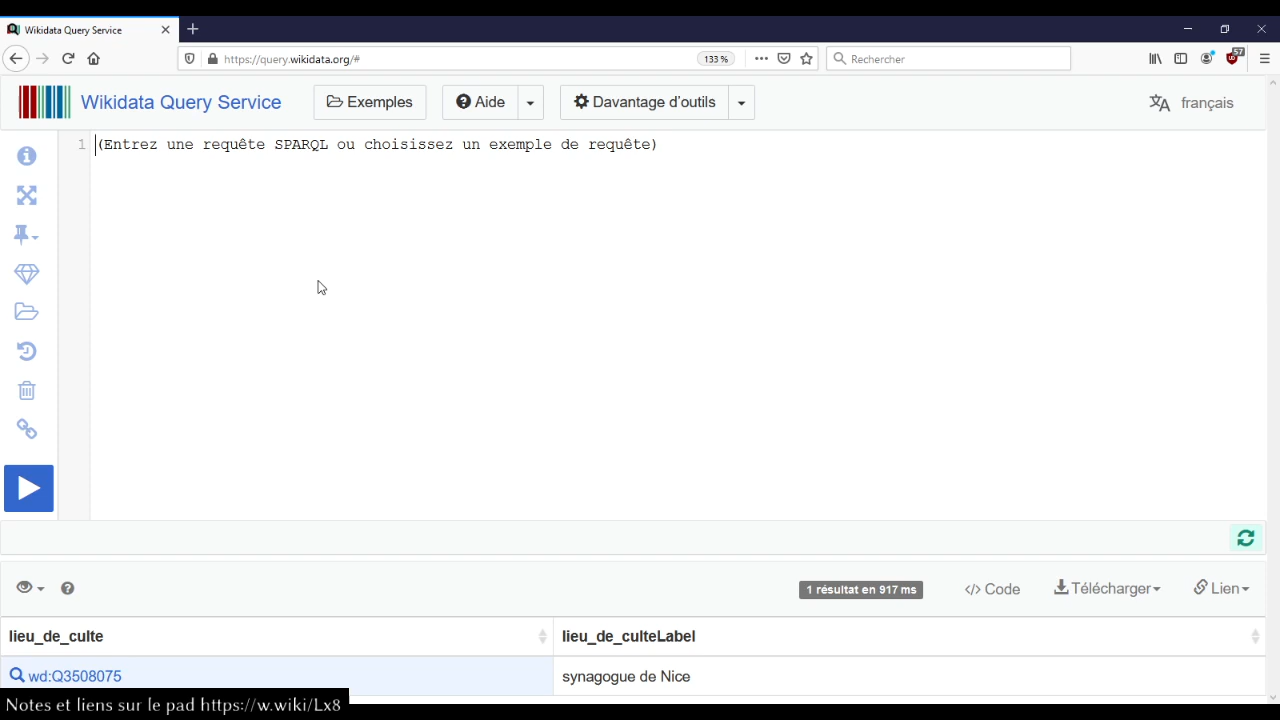 Wikidata Query Service
https://query.wikidata.org/#
133 %
Rechercher
57
Wikidata Query Service
Exemples
Aide
Davantage d'outils
français
1 (Entrez une requête SPARQL ou choisissez un exemple de requête)
1 résultat en 917 ms
</> Code
Télécharger
Lien
lieu_de_culte
lieu_de_culteLabel
wd:Q3508075
synagogue de Nice
Notes et liens sur le pad https://w.wiki/Lx8